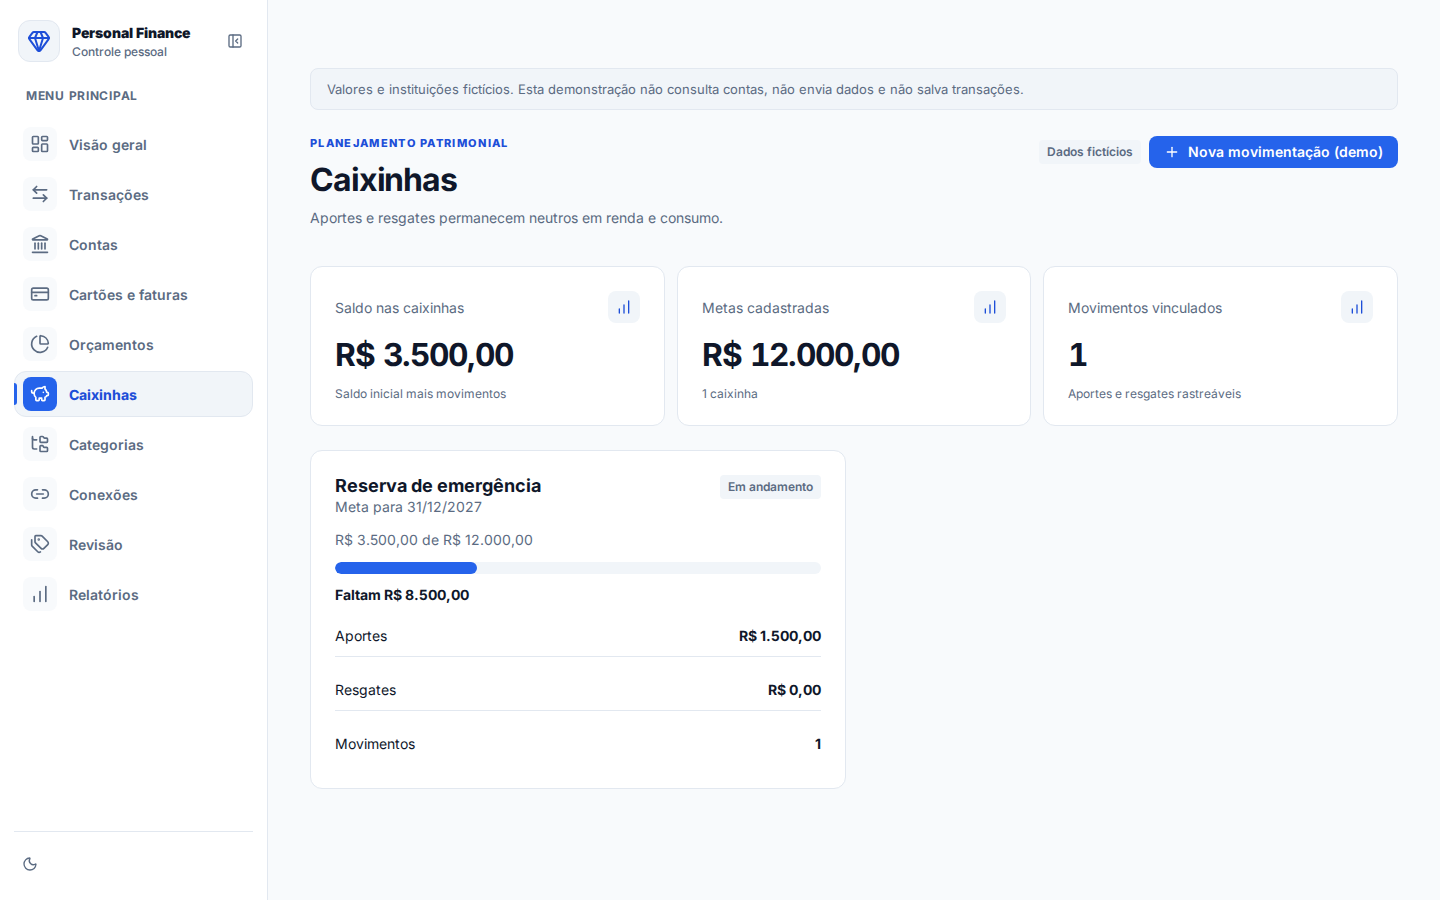 Personal Finance
Controle pessoal
MENU PRINCIPAL
Visão geral
Transações
Contas
Cartões e faturas
Orçamentos
Caixinhas
Categorias
Conexões
Revisão
Relatórios
Valores e instituições fictícios. Esta demonstração não consulta contas, não envia dados e não salva transações.
PLANEJAMENTO PATRIMONIAL
Caixinhas
Aportes e resgates permanecem neutros em renda e consumo.
Dados fictícios
Nova movimentação (demo)
Saldo nas caixinhas
R$ 3.500,00
Saldo inicial mais movimentos
Metas cadastradas
R$ 12.000,00
1 caixinha
Movimentos vinculados
1
Aportes e resgates rastreáveis
Reserva de emergência
Em andamento
Meta para 31/12/2027
R$ 3.500,00 de R$ 12.000,00
Faltam R$ 8.500,00
Aportes R$ 1.500,00
Resgates R$ 0,00
Movimentos 1